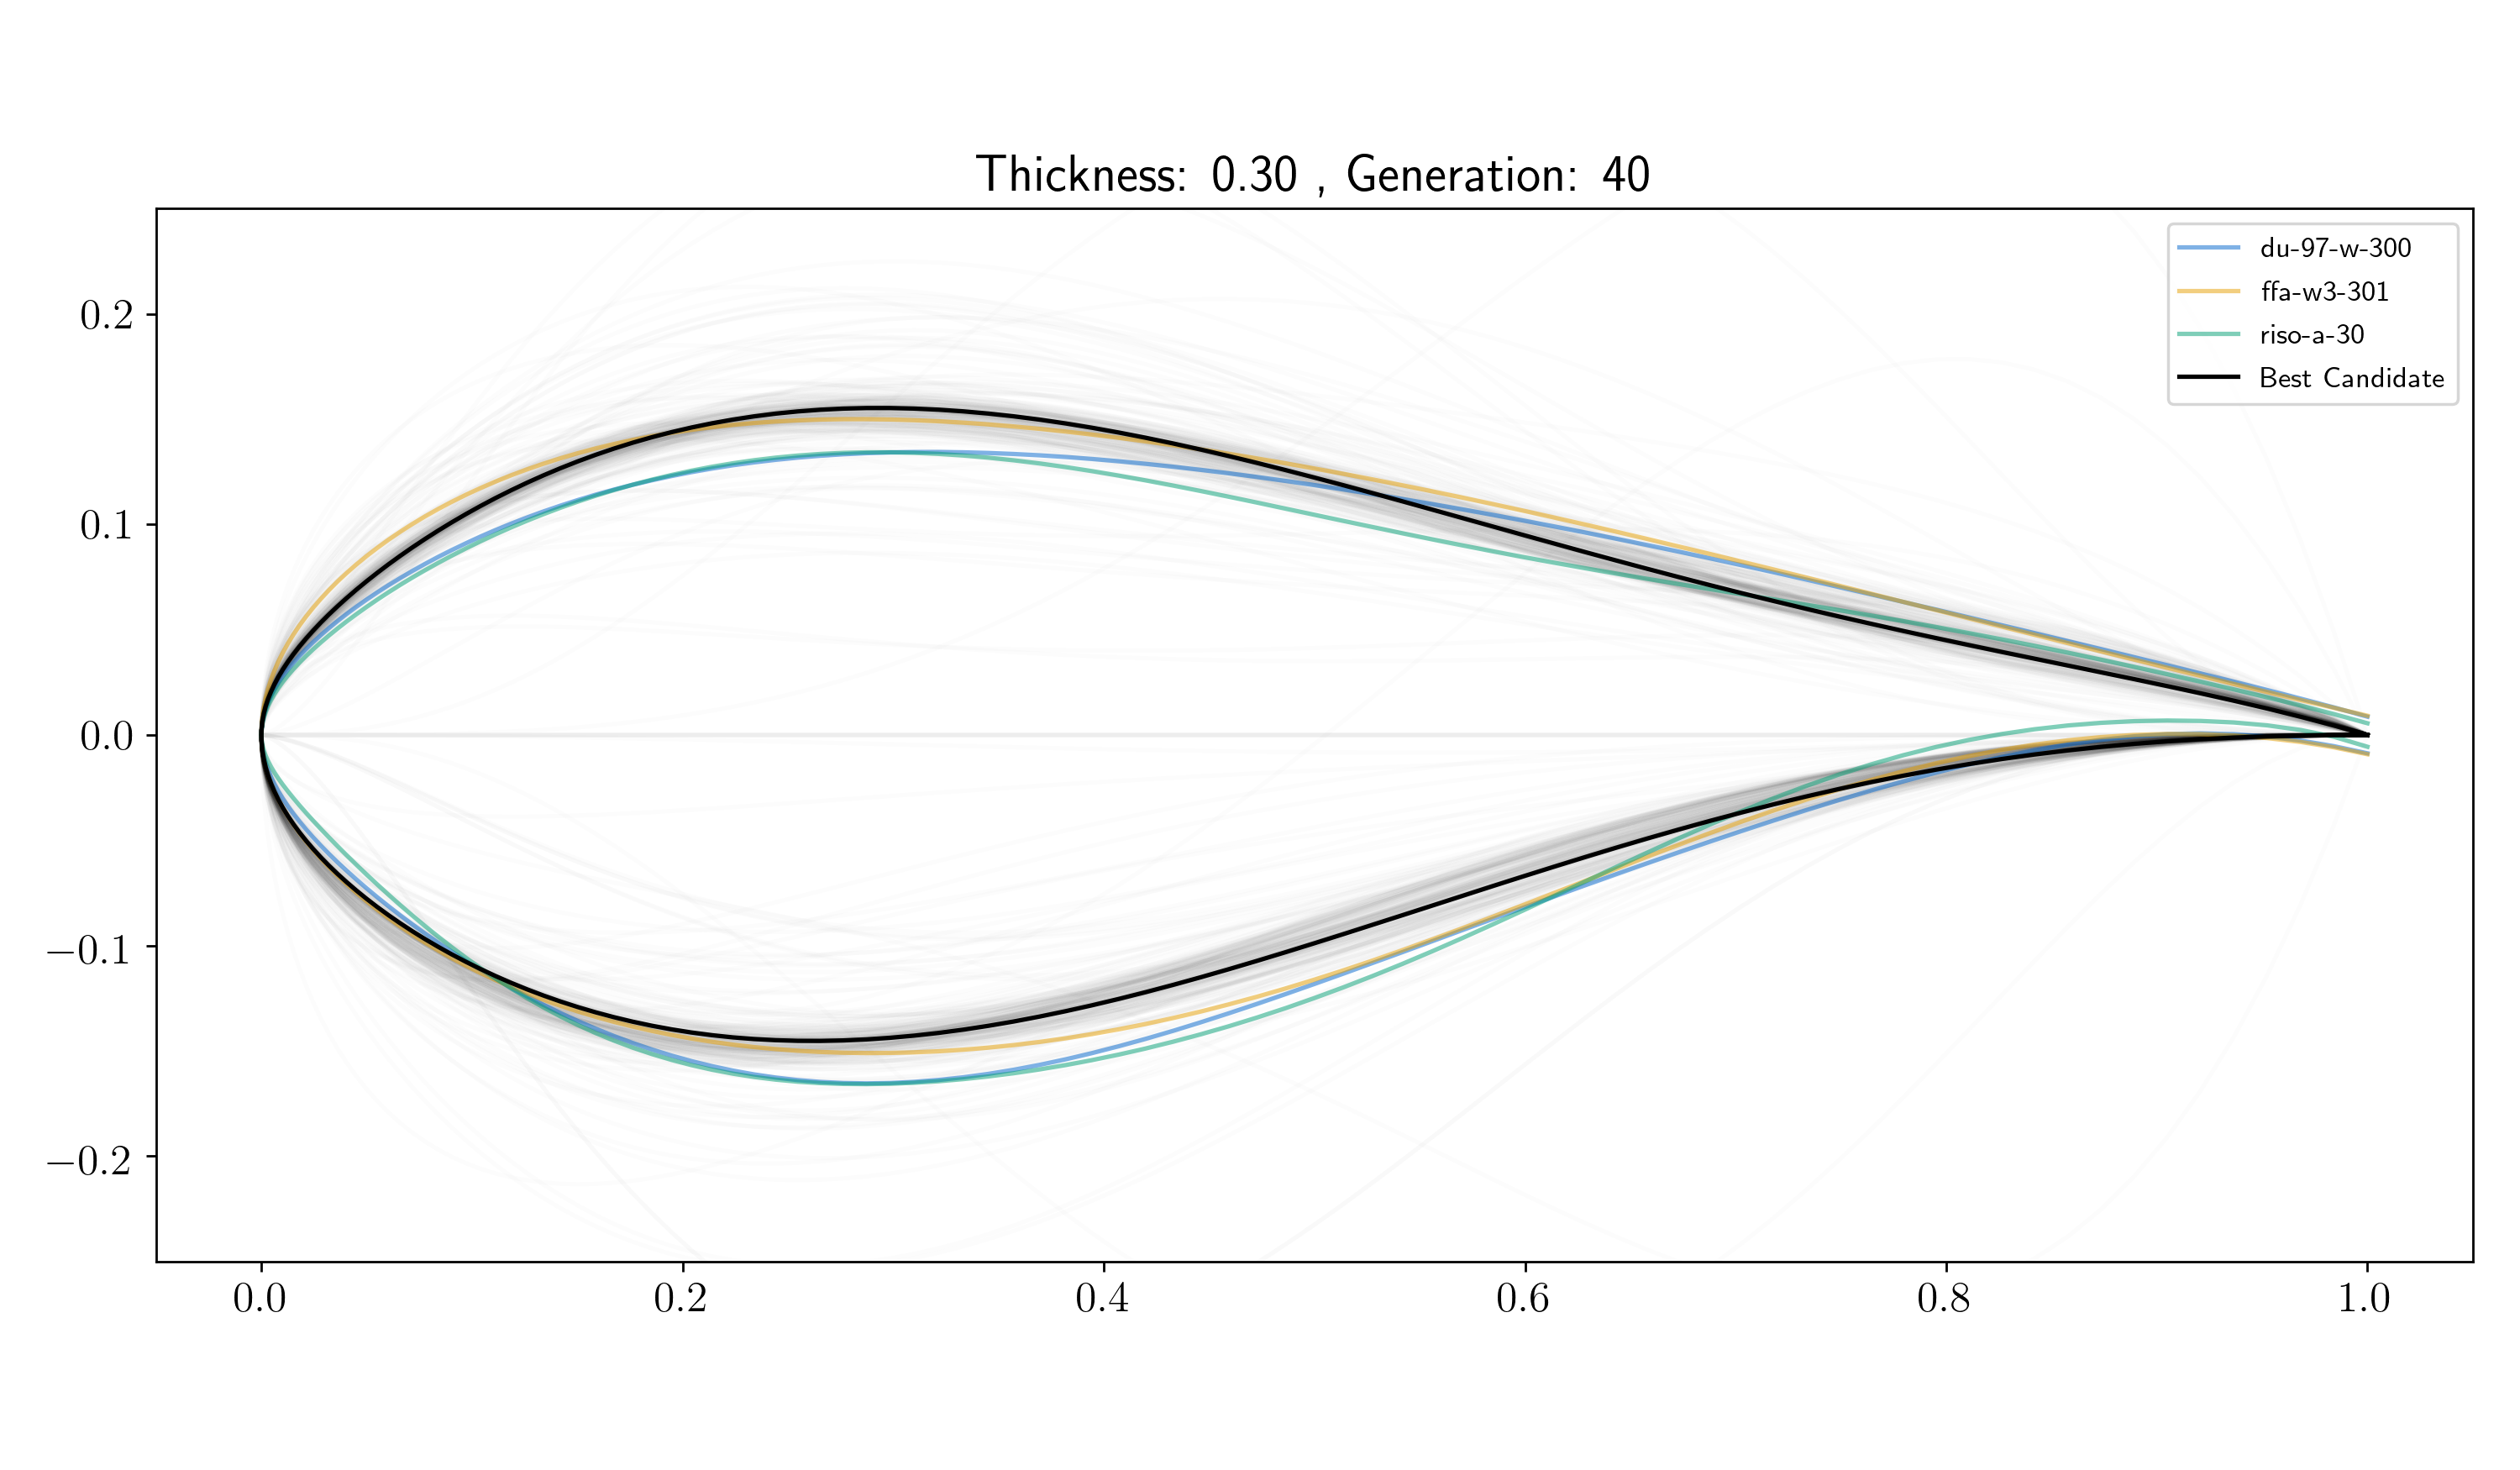 Thickness: 0.30 , Generation: 40
du-97-w-300
ffa-w3-301
riso-a-30
Best Candidate
0.2
0.1
0.0
−0.1
−0.2
0.0 0.2 0.4 0.6 0.8 1.0